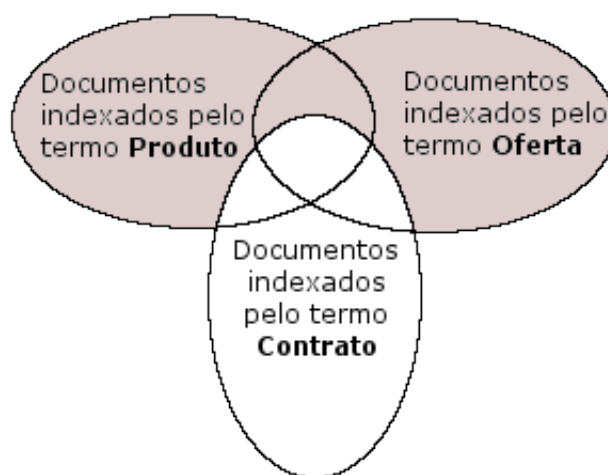 Documentos
indexados pelo
termo Produto
Documentos
indexados pelo
termo Oferta
Documentos
indexados
pelo termo
Contrato